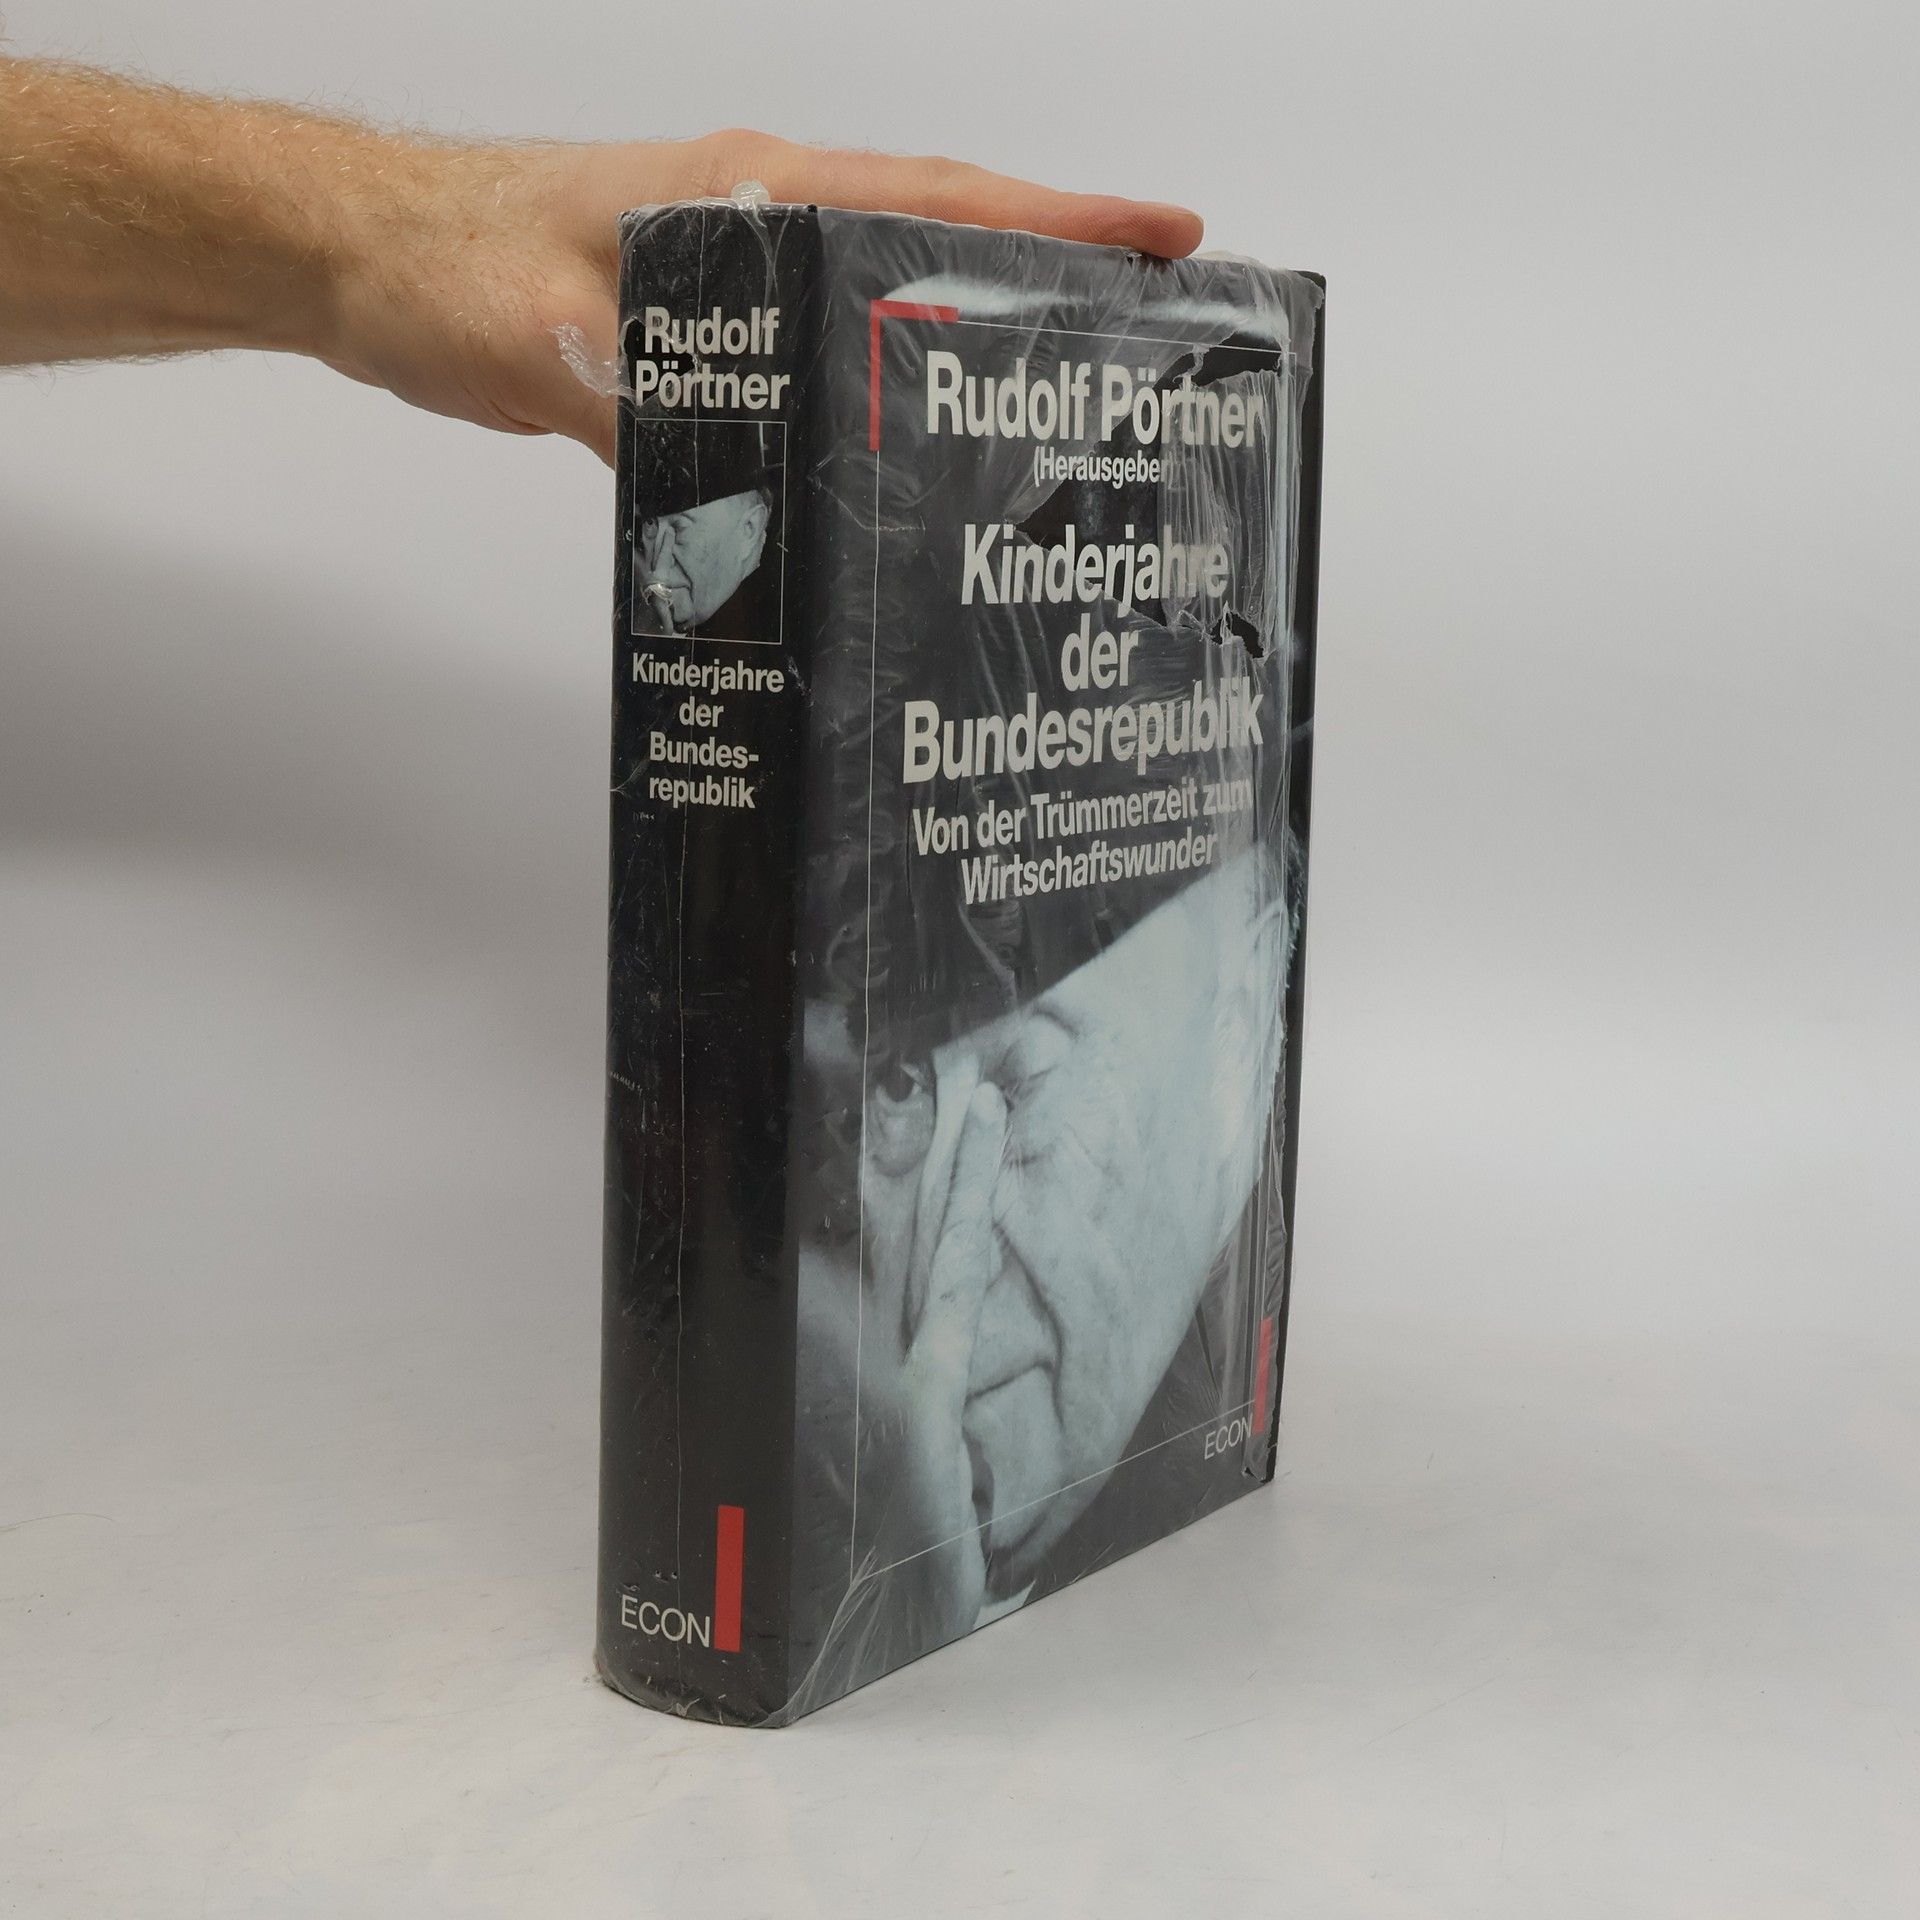 Rudolf
Pörtner
Kinderjahre
der
Bundes-
republik
ECON
Rudolf Pörtner
(Herausgeber)
Kinderjahre
der
Bundesrepublik
Von der Trümmerzeit zum
Wirtschaftswunder
ECON